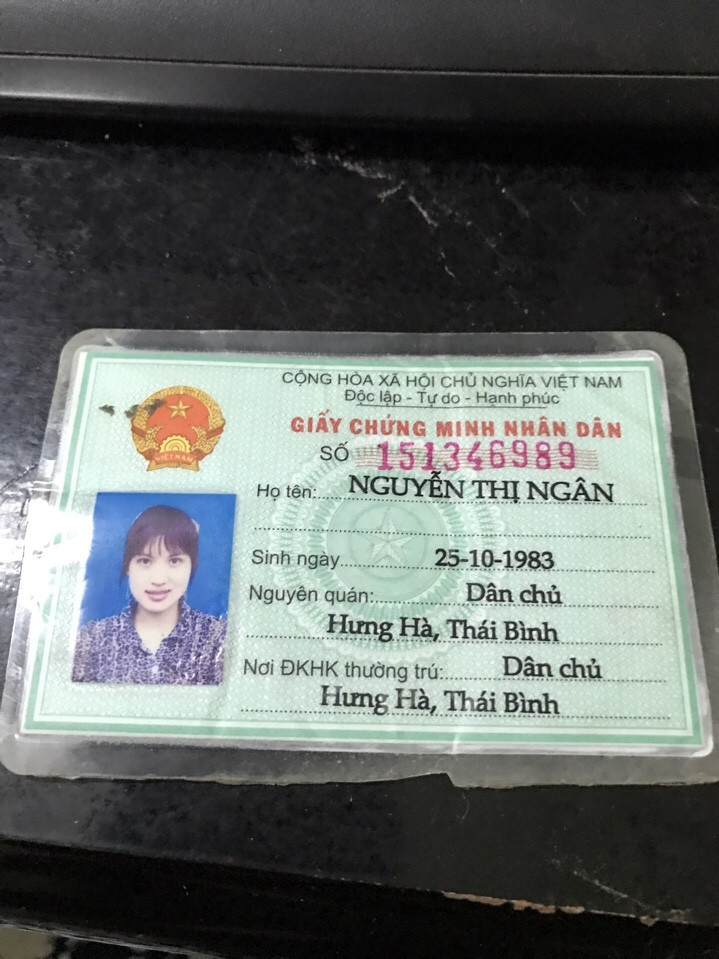 CỘNG HÒA XÃ HỘI CHỦ NGHĨA VIỆT NAM
Độc lập - Tự do - Hạnh phúc
GIẤY CHỨNG MINH NHÂN DÂN
SỐ 151346989
VIỆT NAM
Họ tên: NGUYỄN THỊ NGÂN
Sinh ngày 25-10-1983
Nguyên quán: Dân chủ
Hưng Hà, Thái Bình
Nơi ĐKHK thường trú: Dân chủ
Hưng Hà, Thái Bình